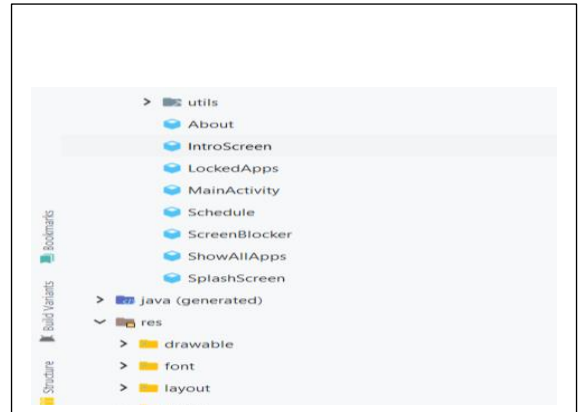 utils
About
IntroScreen
LockedApps
MainActivity
Schedule
ScreenBlocker
ShowAllApps
SplashScreen
java (generated)
res
drawable
font
layout
Bookmarks
Build Variants
Structure